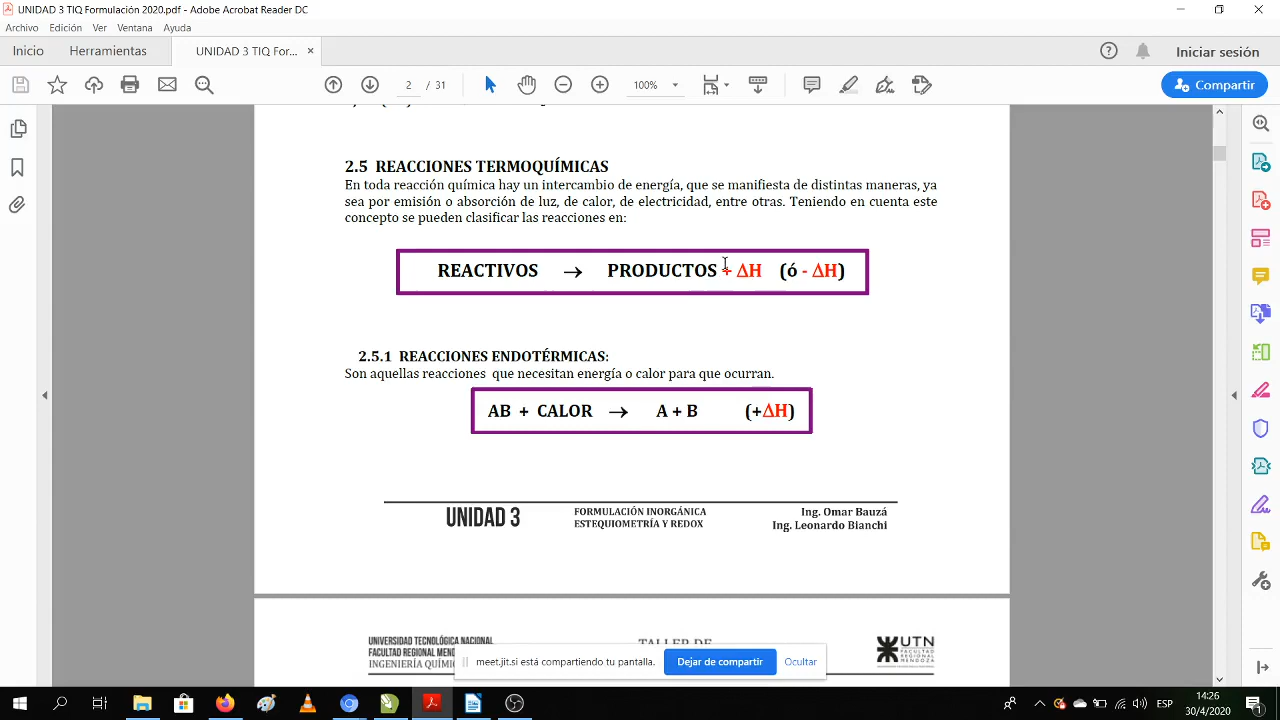 UNIDAD 3 TIQ Formulación 2020.pdf - Adobe Acrobat Reader DC
Archivo Edición Ver Ventana Ayuda
Inicio Herramientas UNIDAD 3 TIQ For... × Iniciar sesión
2 / 31 100% Compartir
2.5 REACCIONES TERMOQUÍMICAS
En toda reacción química hay un intercambio de energía, que se manifiesta de distintas maneras, ya
sea por emisión o absorción de luz, de calor, de electricidad, entre otras. Teniendo en cuenta este
concepto se pueden clasificar las reacciones en:
REACTIVOS → PRODUCTOS + ΔH (ó - ΔH)
2.5.1 REACCIONES ENDOTÉRMICAS:
Son aquellas reacciones que necesitan energía o calor para que ocurran.
AB + CALOR → A + B (+ΔH)
UNIDAD 3
FORMULACIÓN INORGÁNICA
ESTEQUIOMETRÍA Y REDOX
Ing. Omar Bauzá
Ing. Leonardo Bianchi
UNIVERSIDAD TECNOLÓGICA NACIONAL
FACULTAD REGIONAL
INGENIERÍA
TALLER DE
UTN
FACULTAD
REGIONAL
MENDOZA
meet.jit.si está compartiendo tu pantalla. Dejar de compartir Ocultar
ESP
14:26
30/4/2020